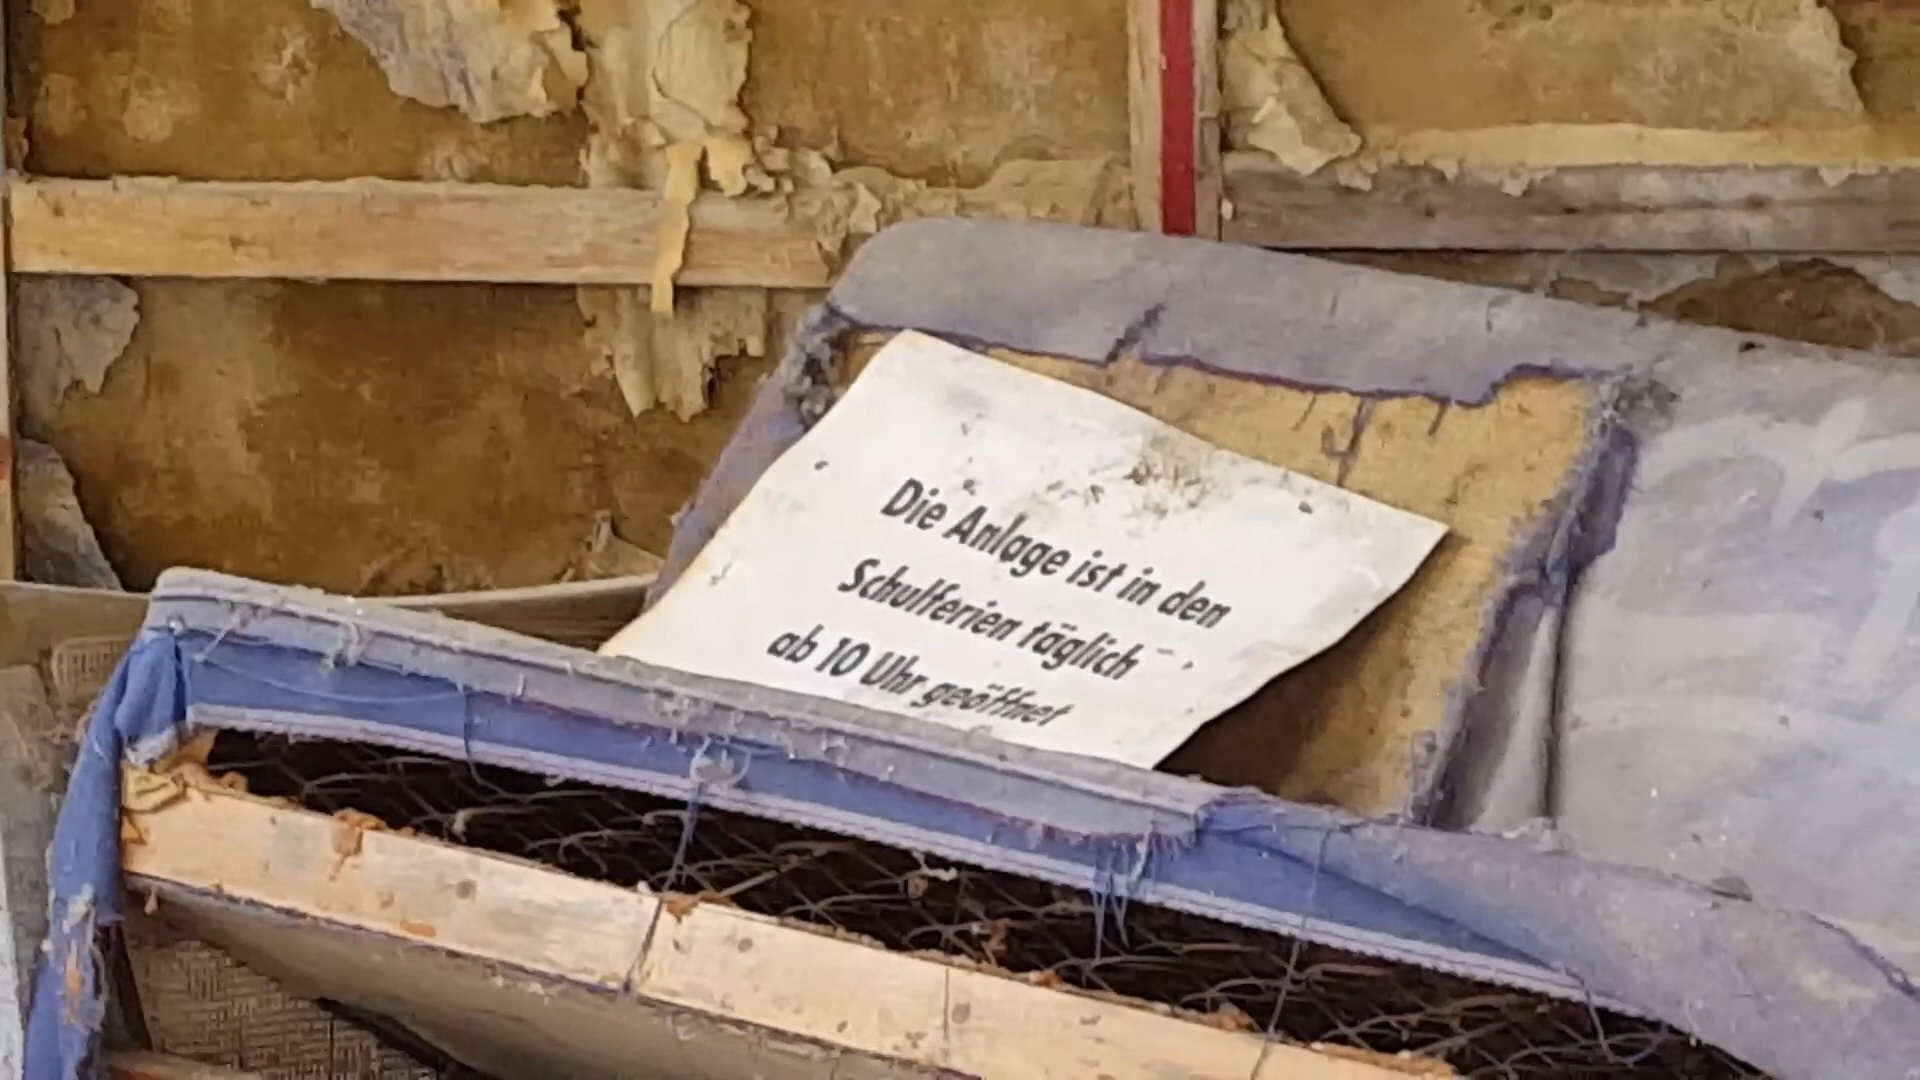 Die Anlage ist in den
Schulferien täglich
ab 10 Uhr geöffnet